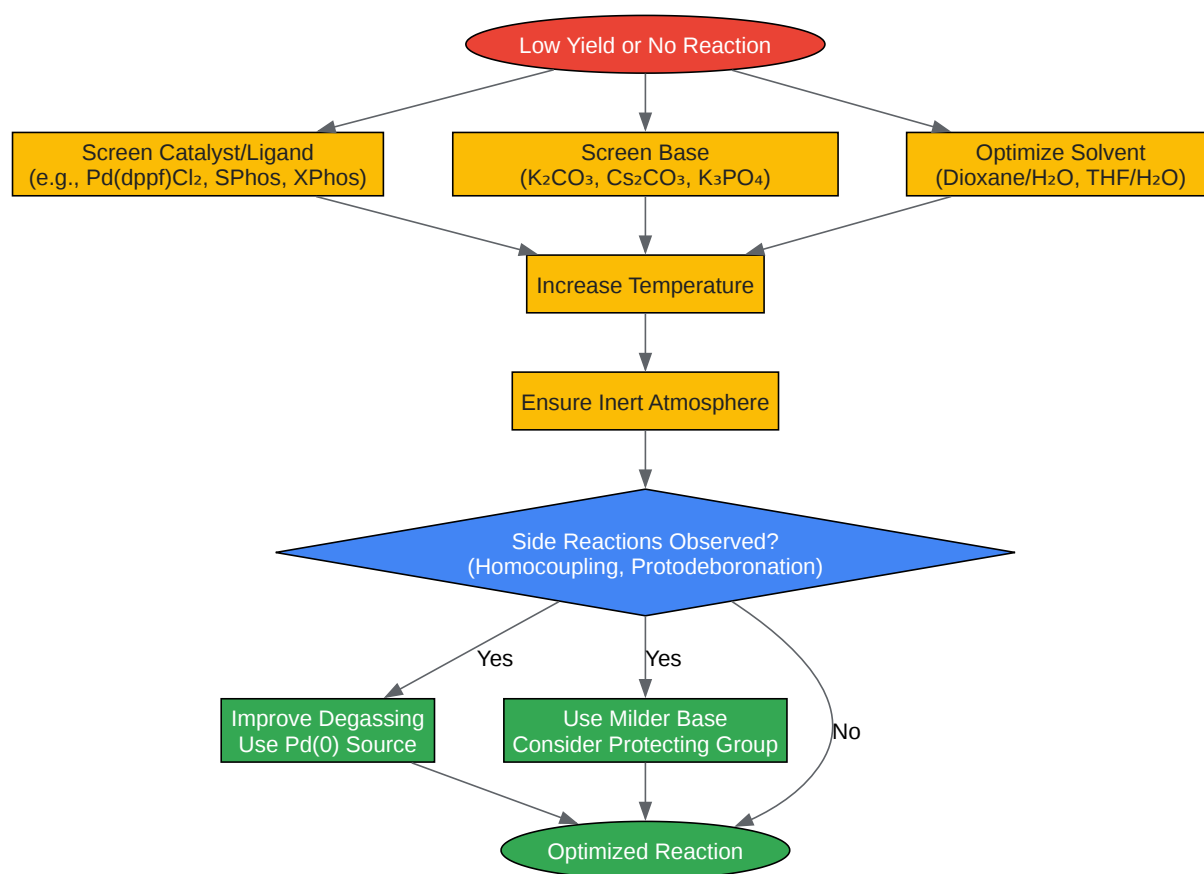 Low Yield or No Reaction
Screen Catalyst/Ligand
(e.g., Pd(dppf)Cl₂, SPhos, XPhos)
Screen Base
(K₂CO₃, Cs₂CO₃, K₃PO₄)
Optimize Solvent
(Dioxane/H₂O, THF/H₂O)
Increase Temperature
Ensure Inert Atmosphere
Side Reactions Observed?
(Homocoupling, Protodeboronation)
Yes
Yes
No
Improve Degassing
Use Pd(0) Source
Use Milder Base
Consider Protecting Group
Optimized Reaction